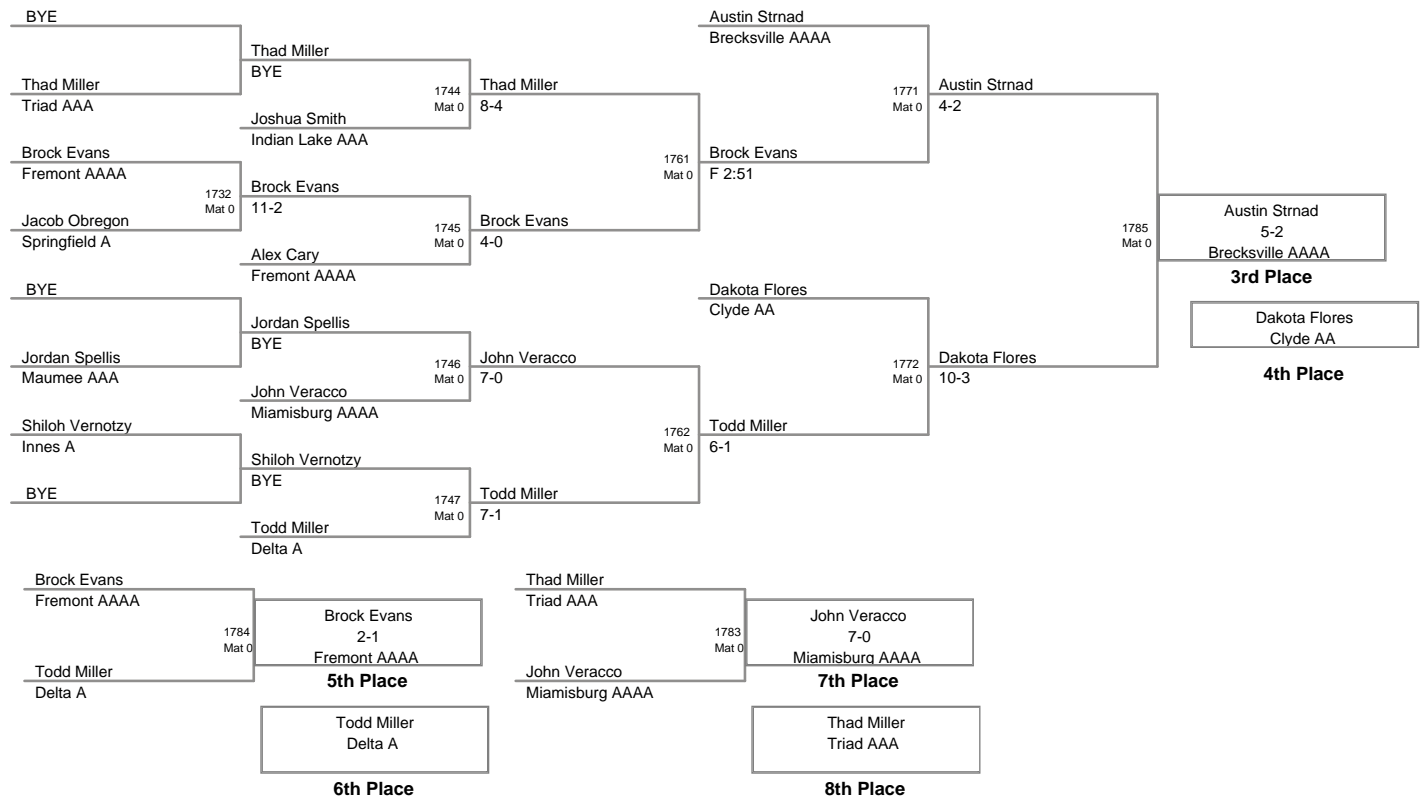 BYE
Thad Miller
Triad AAA
Brock Evans
Fremont AAAA
Jacob Obregon
Springfield A
BYE
Jordan Spellis
Maumee AAA
Shiloh Vernotzy
Innes A
BYE
1732
Mat 0
Thad Miller
BYE
Joshua Smith
Indian Lake AAA
Brock Evans
11-2
Alex Cary
Fremont AAAA
Jordan Spellis
BYE
John Veracco
Miamisburg AAAA
Shiloh Vernotzy
BYE
Todd Miller
Delta A
1744
Mat 0
1745
Mat 0
1746
Mat 0
1747
Mat 0
Thad Miller
8-4
Brock Evans
4-0
John Veracco
7-0
Todd Miller
7-1
1761
Mat 0
1762
Mat 0
Austin Strnad
Brecksville AAAA
Brock Evans
F 2:51
Dakota Flores
Clyde AA
Todd Miller
6-1
1771
Mat 0
1772
Mat 0
Austin Strnad
4-2
Dakota Flores
10-3
1785
Mat 0
Austin Strnad
5-2
Brecksville AAAA
3rd Place
Dakota Flores
Clyde AA
4th Place
Brock Evans
Fremont AAAA
Todd Miller
Delta A
1784
Mat 0
Brock Evans
2-1
Fremont AAAA
5th Place
Todd Miller
Delta A
6th Place
Thad Miller
Triad AAA
John Veracco
Miamisburg AAAA
1783
Mat 0
John Veracco
7-0
Miamisburg AAAA
7th Place
Thad Miller
Triad AAA
8th Place